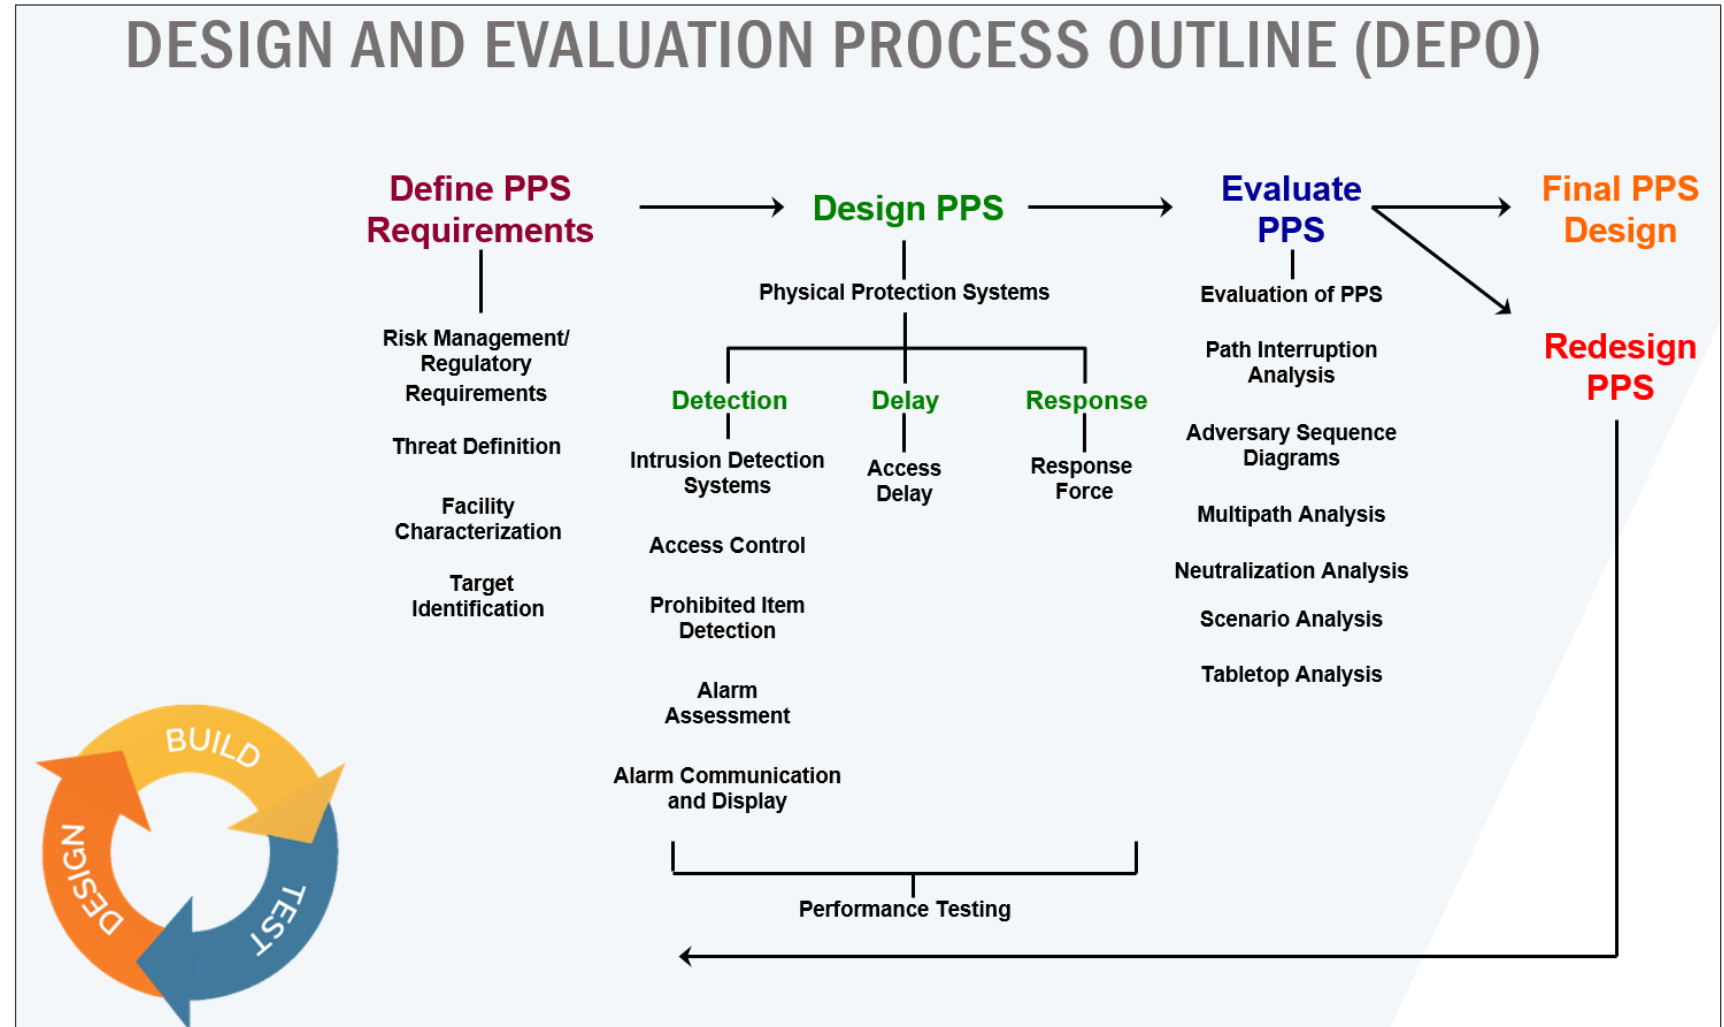 DESIGN AND EVALUATION PROCESS OUTLINE (DEPO)
Define PPS
Requirements
Risk Management/
Regulatory
Requirements
Threat Definition
Facility
Characterization
Target
Identification
Design PPS
Physical Protection Systems
Detection
Intrusion Detection
Systems
Access Control
Prohibited Item
Detection
Alarm
Assessment
Alarm Communication
and Display
Delay
Access
Delay
Response
Response
Force
Performance Testing
Evaluate
PPS
Evaluation of PPS
Path Interruption
Analysis
Adversary Sequence
Diagrams
Multipath Analysis
Neutralization Analysis
Scenario Analysis
Tabletop Analysis
Final PPS
Design
Redesign
PPS
BUILD
TEST
DESIGN